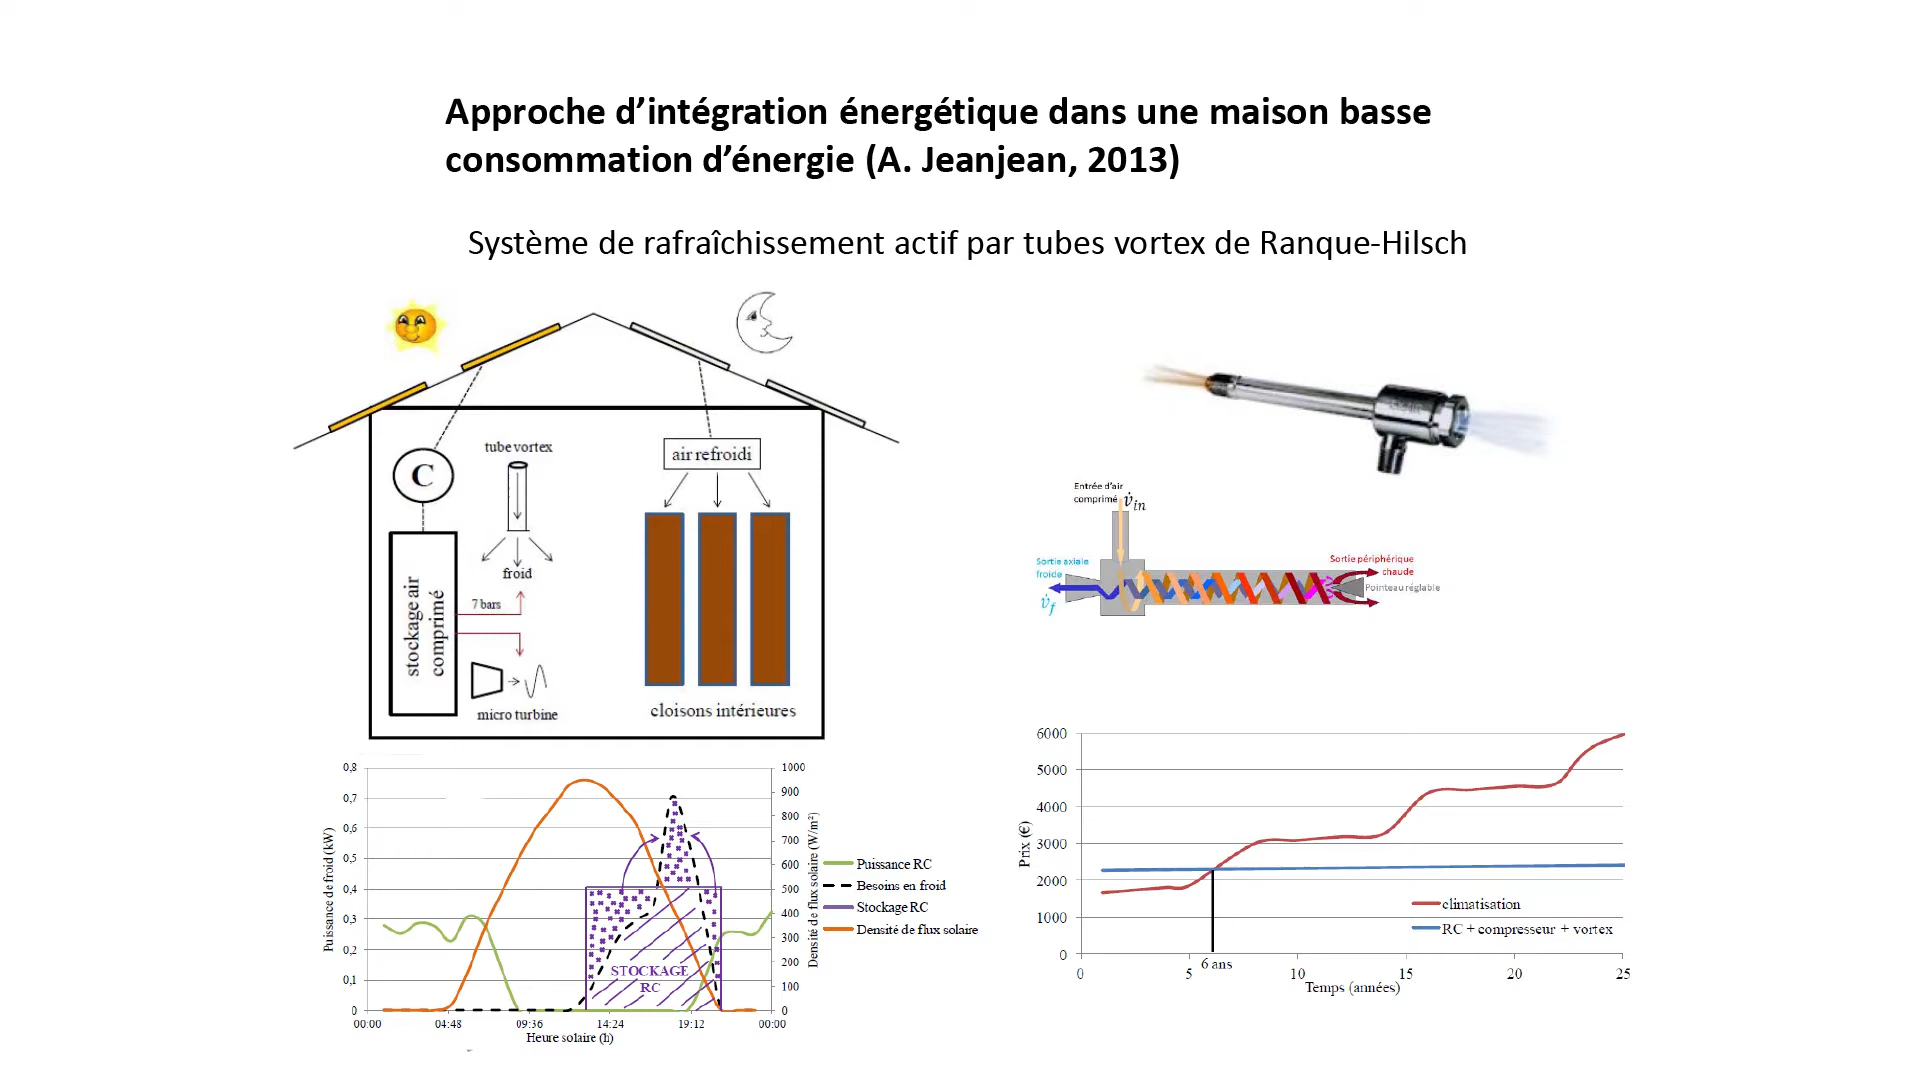 Approche d’intégration énergétique dans une maison basse
consommation d’énergie (A. Jeanjean, 2013)
Système de rafraîchissement actif par tubes vortex de Ranque-Hilsch
C
tube vortex
froid
stockage air
comprimé
7 bars
micro turbine
air refroidi
cloisons intérieures
Entrée d’air
comprimé
v̇in
Sortie axiale
froide
v̇f
Sortie périphérique
chaude
Pointeau réglable
Puissance de froid (kW)
0,8
0,7
0,6
0,5
0,4
0,3
0,2
0,1
0
1000
900
800
700
600
500
400
300
200
100
0
Densité de flux solaire (W/m²)
STOCKAGE
RC
00:00 04:48 09:36 14:24 19:12 00:00
Heure solaire (h)
Puissance RC
Besoins en froid
Stockage RC
Densité de flux solaire
Prix (€)
6000
5000
4000
3000
2000
1000
0
climatisation
RC + compresseur + vortex
6 ans
0 5 10 15 20 25
Temps (années)